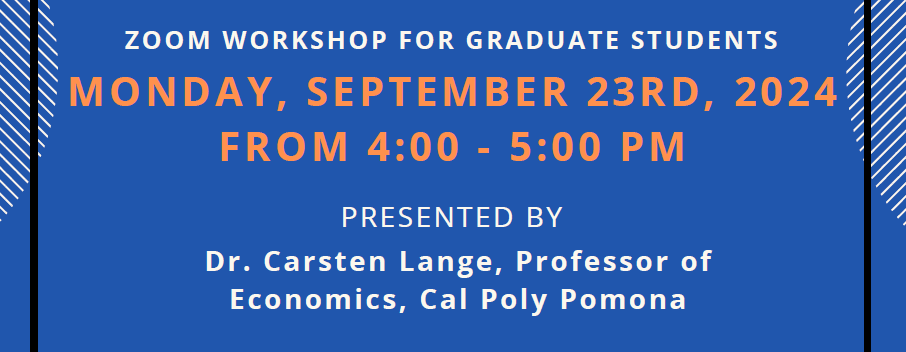 ZOOM WORKSHOP FOR GRADUATE STUDENTS
MONDAY, SEPTEMBER 23RD, 2024
FROM 4:00 - 5:00 PM
PRESENTED BY
Dr. Carsten Lange, Professor of
Economics, Cal Poly Pomona